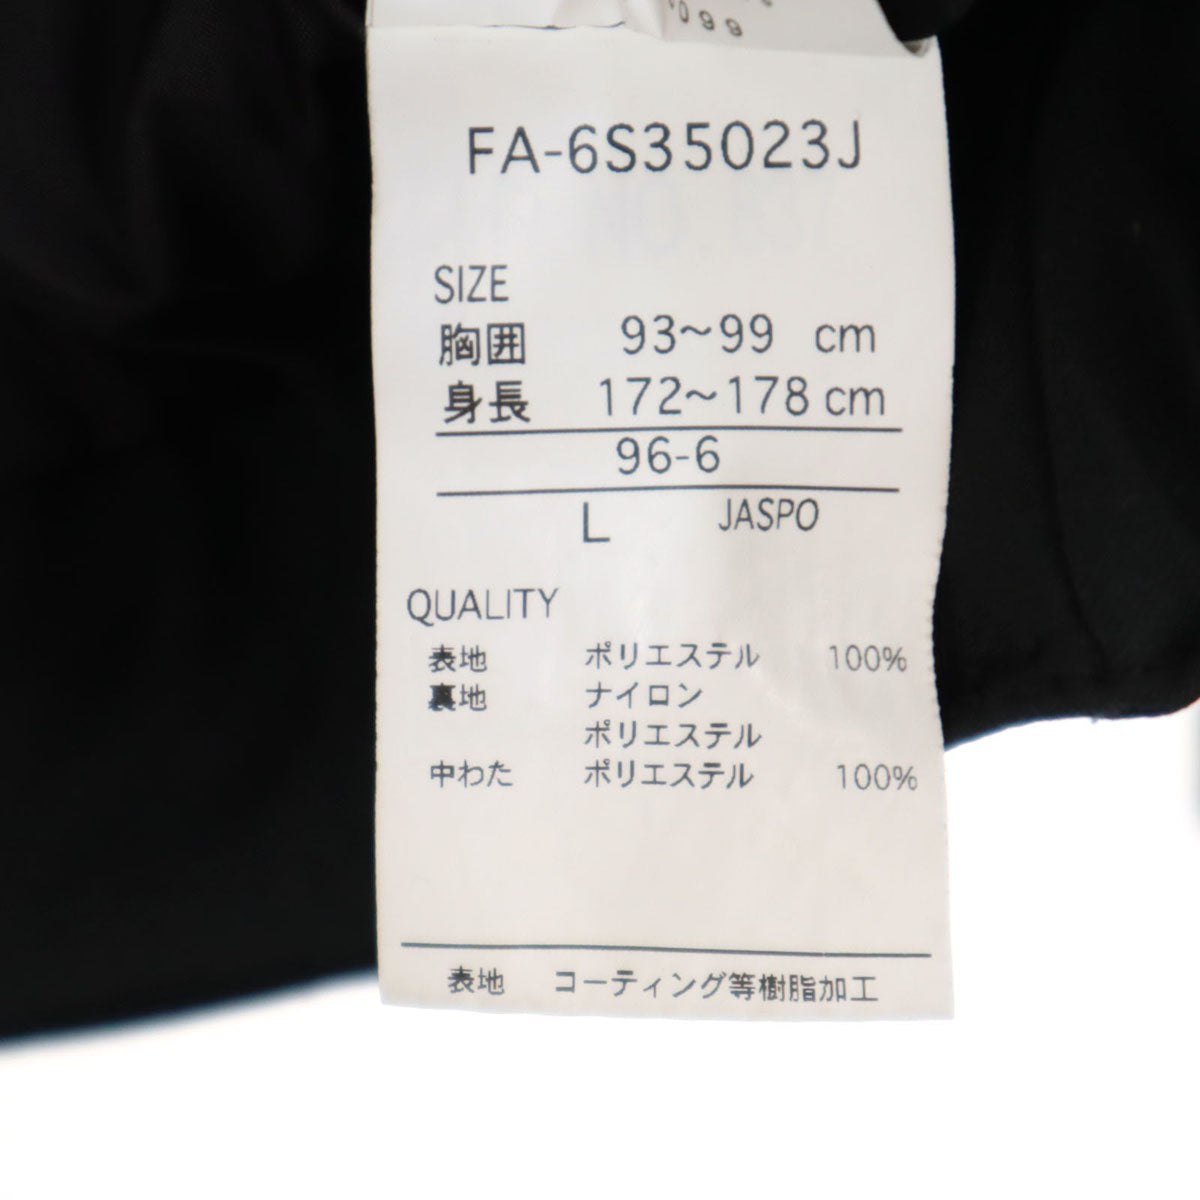 099
FA-6S35023J
SIZE
胸囲 93~99 cm
身長 172~178 cm
96-6
L JASPO
QUALITY
表地 ポリエステル 100%
裏地 ナイロン
ポリエステル
中わた ポリエステル 100%
表地 コーティング等樹脂加工